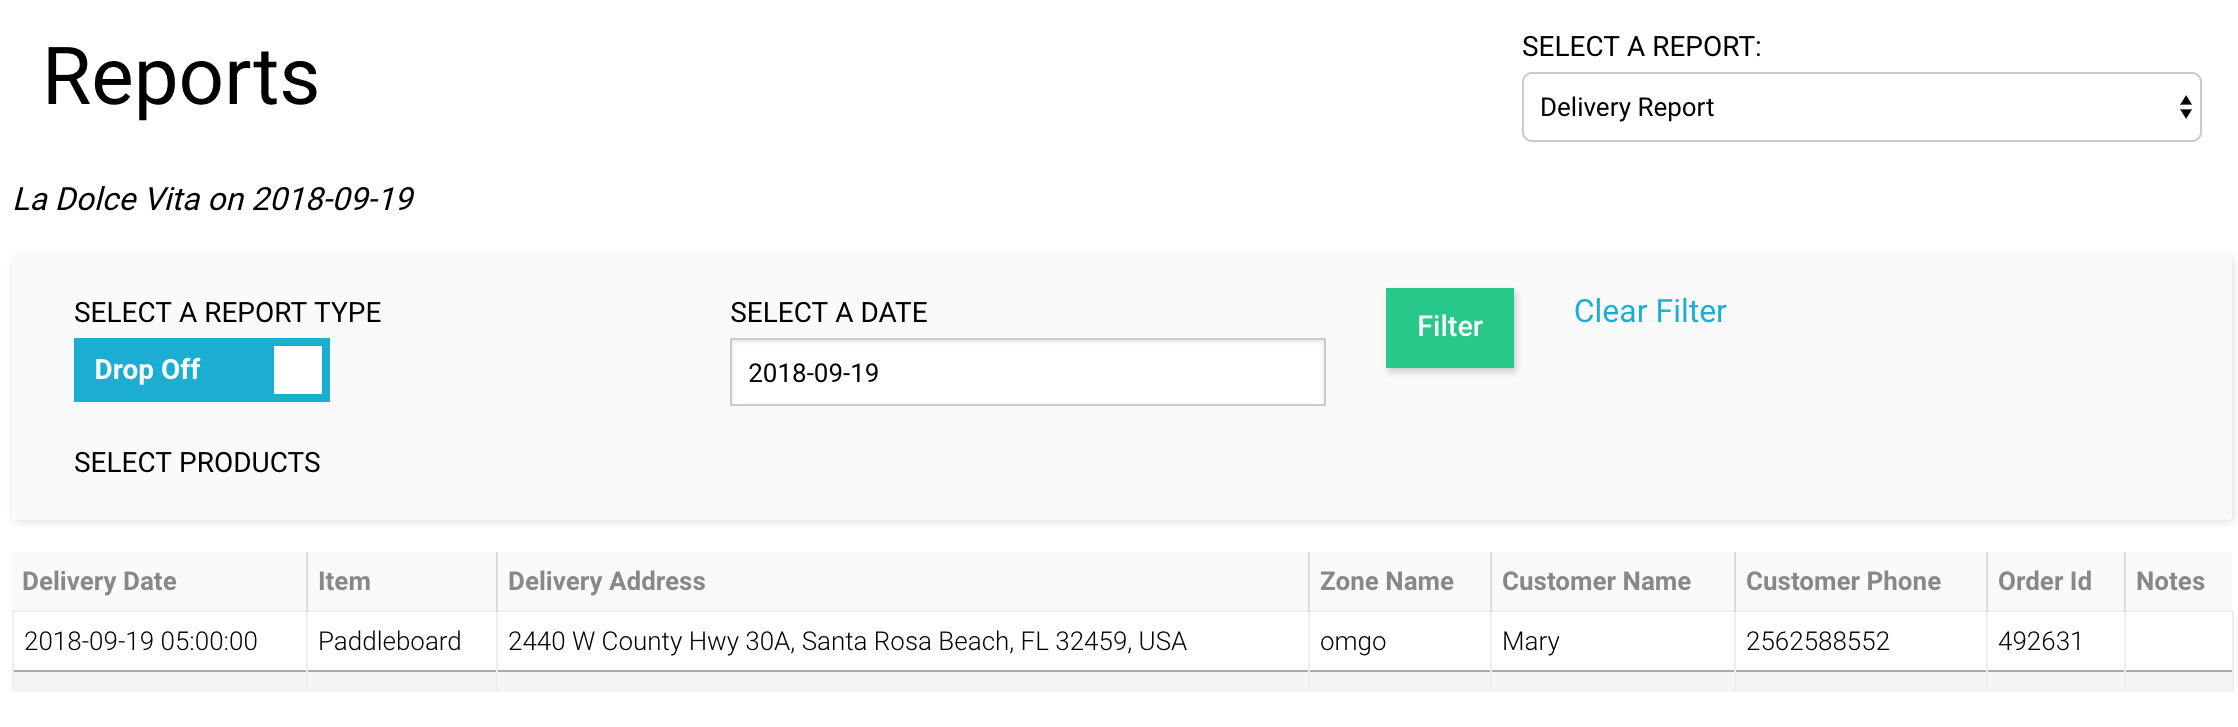 Reports
SELECT A REPORT:
Delivery Report
La Dolce Vita on 2018-09-19
SELECT A REPORT TYPE
Drop Off
SELECT A DATE
2018-09-19
Filter
Clear Filter
SELECT PRODUCTS
Delivery Date Item Delivery Address Zone Name Customer Name Customer Phone Order Id Notes
2018-09-19 05:00:00 Paddleboard 2440 W County Hwy 30A, Santa Rosa Beach, FL 32459, USA omgo Mary 2562588552 492631